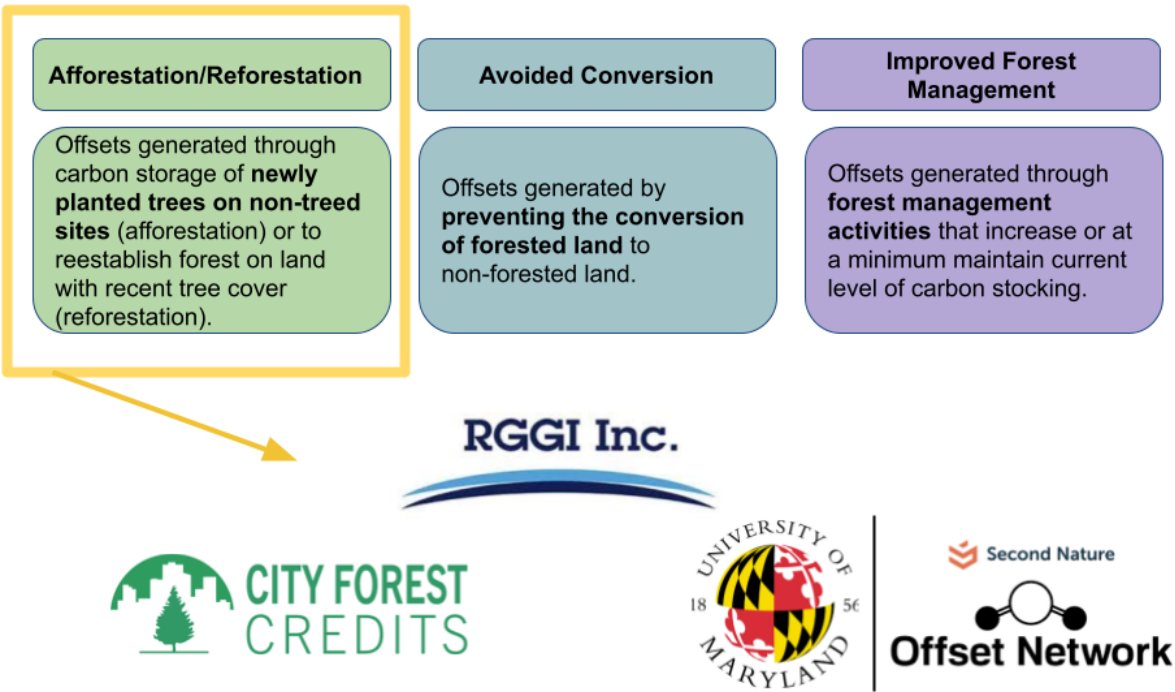 Afforestation/Reforestation
Offsets generated through
carbon storage of newly
planted trees on non-treed
sites (afforestation) or to
reestablish forest on land
with recent tree cover
(reforestation).
Avoided Conversion
Offsets generated by
preventing the conversion
of forested land to
non-forested land.
Improved Forest
Management
Offsets generated through
forest management
activities that increase or at
a minimum maintain current
level of carbon stocking.
RGGI Inc.
CITY FOREST
CREDITS
UNIVERSITY OF
18 56
MARYLAND
Second Nature
Offset Network